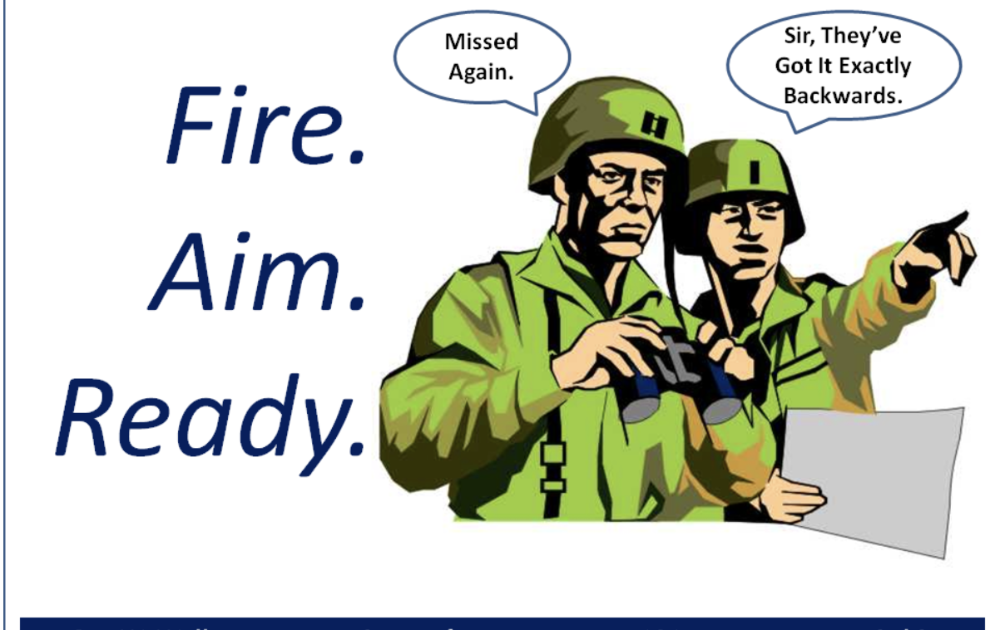 Missed
Again.
Sir, They've
Got It Exactly
Backwards.
Fire.
Aim.
Ready.